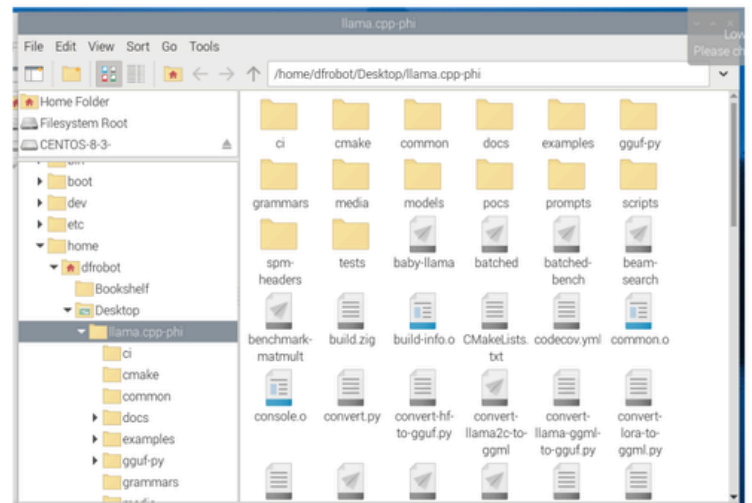 llama.cpp-phi
Low
Please ch
File Edit View Sort Go Tools
/home/dfrobot/Desktop/llama.cpp-phi
Home Folder
Filesystem Root
CENTOS-8-3-
boot
dev
etc
home
dfrobot
Bookshelf
Desktop
llama.cpp-phi
ci
cmake
common
docs
examples
gguf-py
grammars
ci cmake common docs examples gguf-py
grammars media models pocs prompts scripts
spm- tests baby-llama batched batched- beam-
headers bench search
benchmark- build.zig build-info.o CMakeLists. codecov.yml common.o
matmult txt
console.o convert.py convert-hf- convert- convert- convert-
to-gguf.py llama2c-to- llama-ggml- lora-to-
ggml to-gguf.py ggml.py